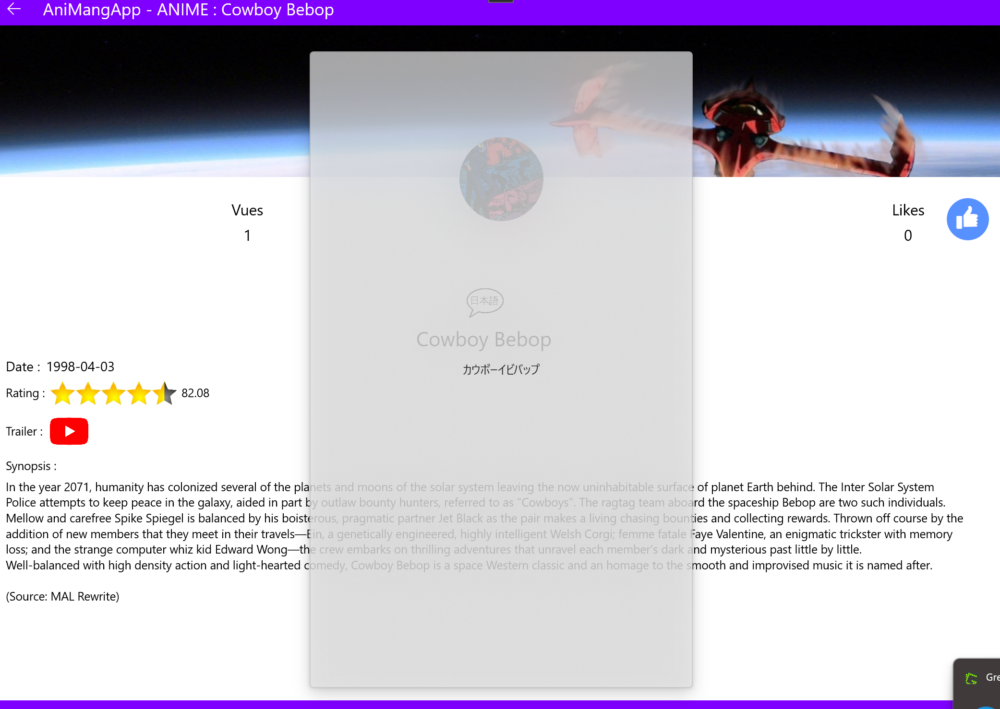 AniMangApp - ANIME : Cowboy Bebop
Vues
1
Likes
0
日本語
Cowboy Bebop
カウボーイビバップ
Date : 1998-04-03
Rating : 82.08
Trailer :
Synopsis :
In the year 2071, humanity has colonized several of the planets and moons of the solar system leaving the now uninhabitable surface of planet Earth behind. The Inter Solar System
Police attempts to keep peace in the galaxy, aided in part by outlaw bounty hunters, referred to as "Cowboys". The ragtag team aboard the spaceship Bebop are two such individuals.
Mellow and carefree Spike Spiegel is balanced by his boisterous, pragmatic partner Jet Black as the pair makes a living chasing bounties and collecting rewards. Thrown off course by the
addition of new members that they meet in their travels—Ein, a genetically engineered, highly intelligent Welsh Corgi; femme fatale Faye Valentine, an enigmatic trickster with memory
loss; and the strange computer whiz kid Edward Wong—the crew embarks on thrilling adventures that unravel each member's dark and mysterious past little by little.
Well-balanced with high density action and light-hearted comedy, Cowboy Bebop is a space Western classic and an homage to the smooth and improvised music it is named after.
(Source: MAL Rewrite)